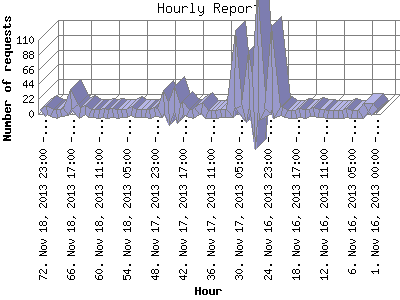 Hourly Report
Number of requests
110
88
66
44
22
0
72. Nov 18, 2013 23:00 -...
66. Nov 18, 2013 17:00 -...
60. Nov 18, 2013 11:00 -...
54. Nov 18, 2013 05:00 -...
48. Nov 17, 2013 23:00 -...
42. Nov 17, 2013 17:00 -...
36. Nov 17, 2013 11:00 -...
30. Nov 17, 2013 05:00 -...
24. Nov 16, 2013 23:00 -...
18. Nov 16, 2013 17:00 -...
12. Nov 16, 2013 11:00 -...
6. Nov 16, 2013 05:00 -...
1. Nov 16, 2013 00:00 -...
Hour